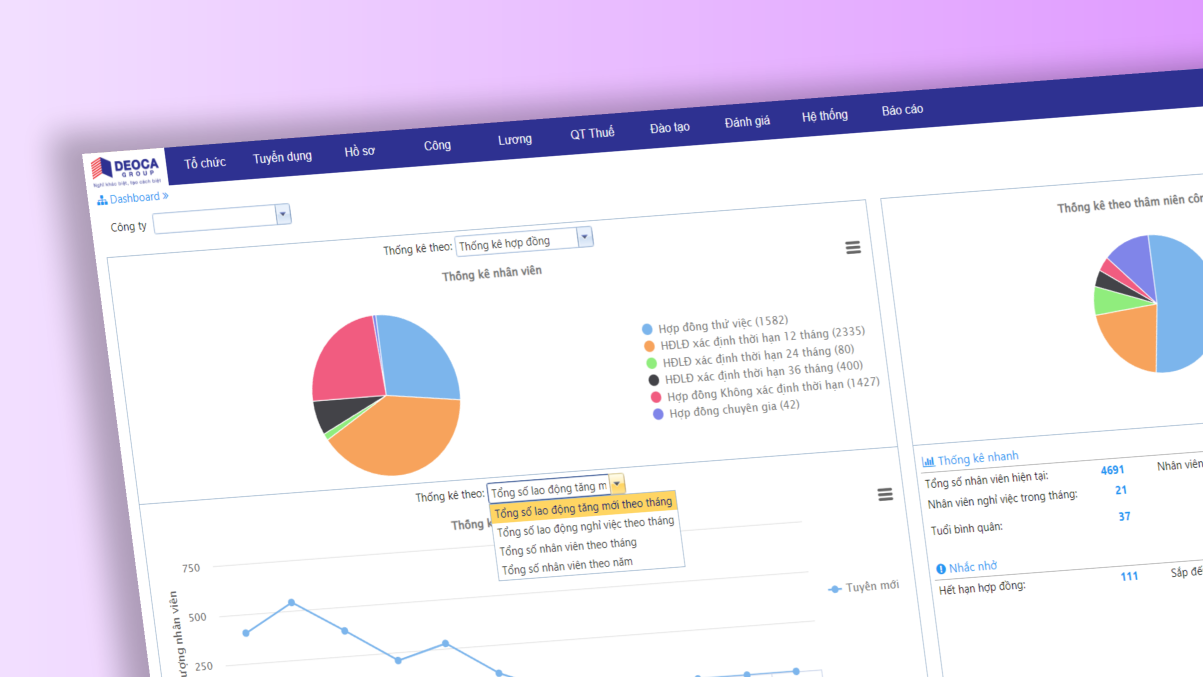 DEOCA
GROUP
Nghĩ khác biệt, tạo cách biệt
Tổ chức
Tuyển dụng
Hồ sơ
Công
Lương
QT Thuế
Đào tạo
Đánh giá
Hệ thống
Báo cáo
Dashboard »
Công ty
Thống kê theo: Thống kê hợp đồng
Thống kê nhân viên
Hợp đồng thử việc (1582)
HĐLĐ xác định thời hạn 12 tháng (2335)
HĐLĐ xác định thời hạn 24 tháng (80)
HĐLĐ xác định thời hạn 36 tháng (400)
Hợp đồng Không xác định thời hạn (1427)
Hợp đồng chuyên gia (42)
Thống kê theo thâm niên
Thống kê theo: Tổng số lao động tăng m
Tổng số lao động tăng mới theo tháng
Tổng số lao động nghỉ việc theo tháng
Tổng số nhân viên theo tháng
Tổng số nhân viên theo năm
Thống
750
500
250
ượng nhân viên
Tuyển mới
Thống kê nhanh
Tổng số nhân viên hiện tại: 4691 Nhân viên
Nhân viên nghỉ việc trong tháng: 21
Tuổi bình quân: 37
Nhắc nhở
Hết hạn hợp đồng: 111 Sắp đế